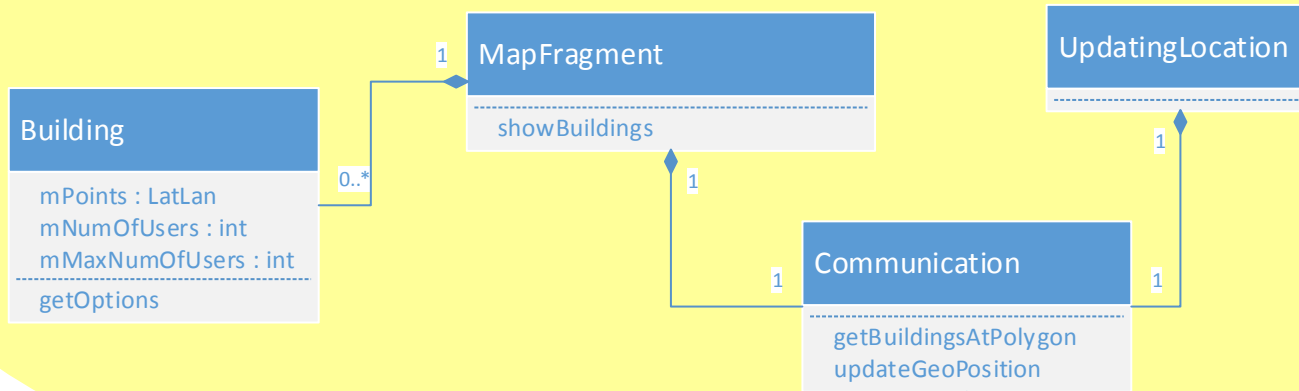 MapFragment
showBuildings
1
1
UpdatingLocation
1
Building
mPoints : LatLan
mNumOfUsers : int
mMaxNumOfUsers : int
getOptions
0..*
Communication
getBuildingsAtPolygon
updateGeoPosition
1
1